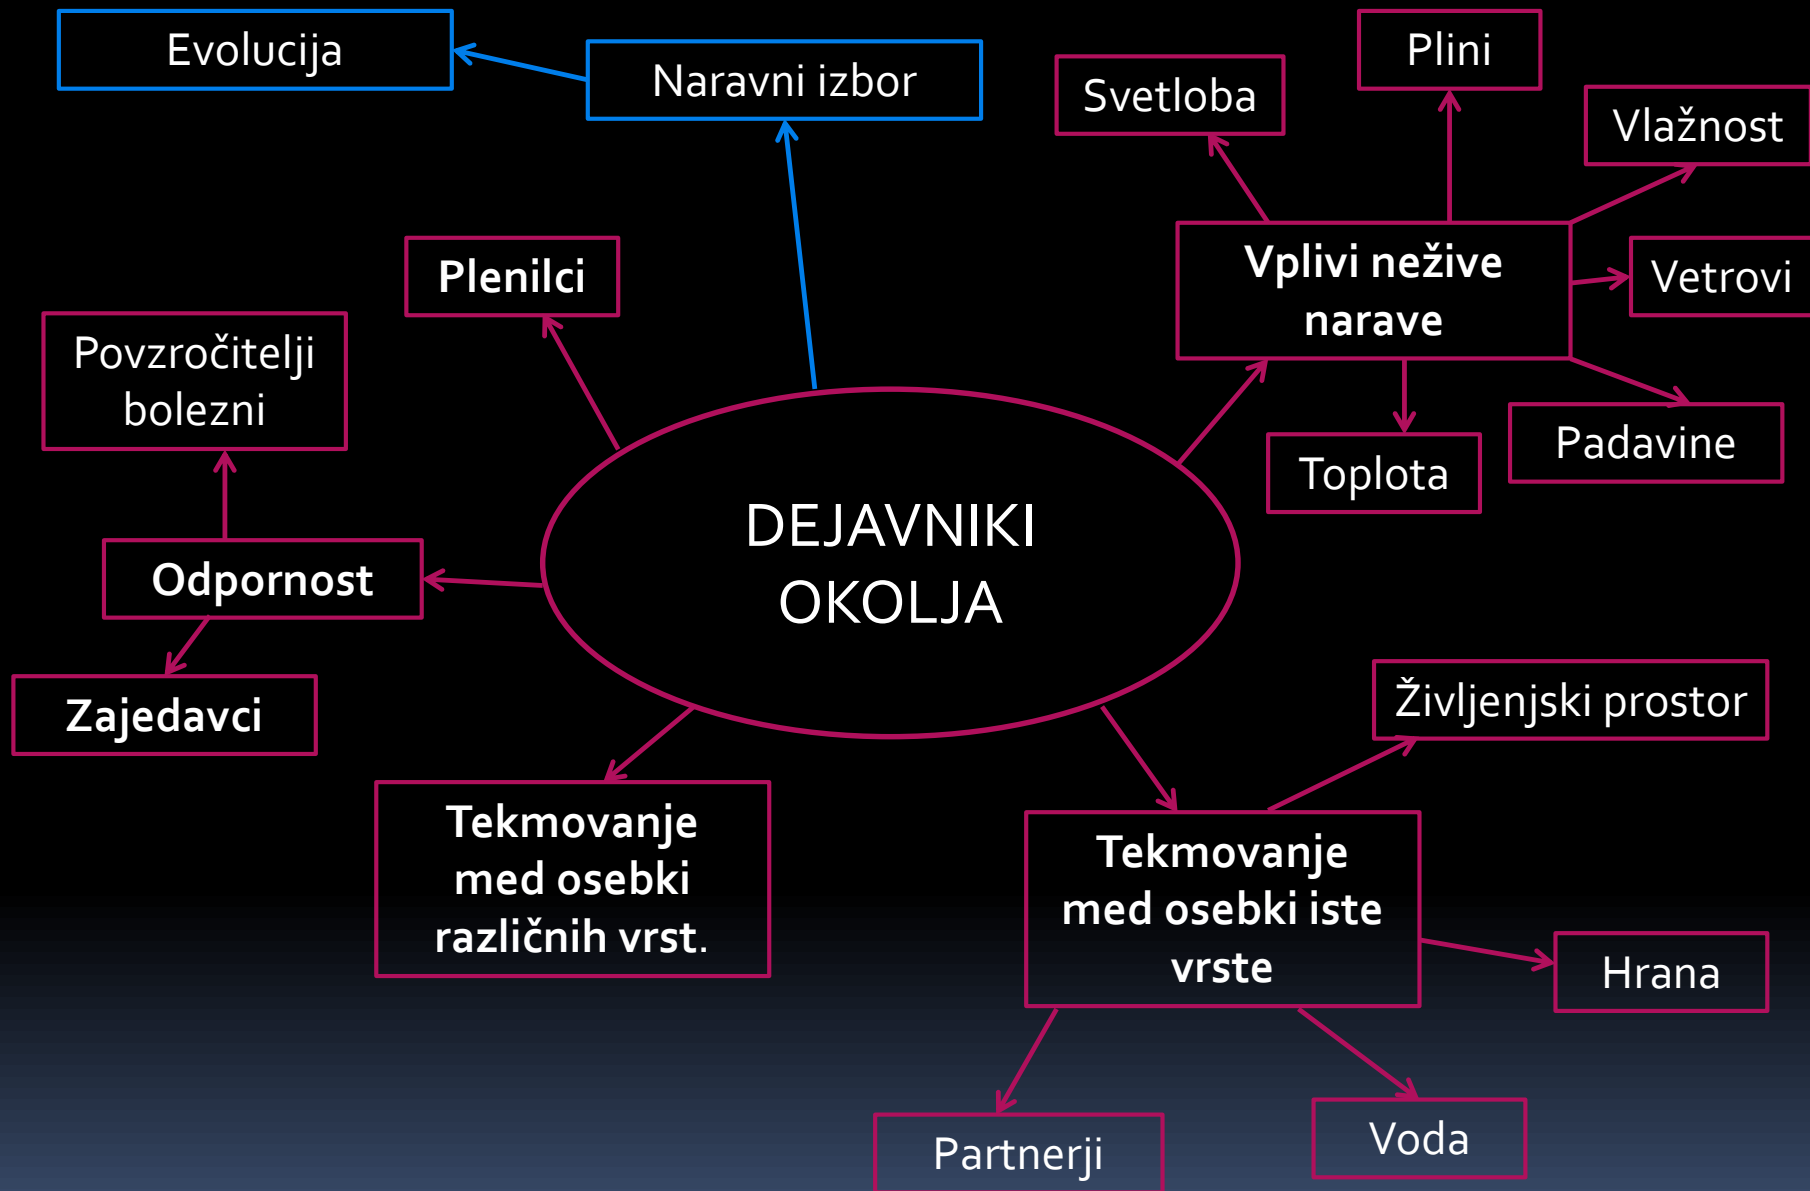 Evolucija
Naravni izbor
Plini
Svetloba
Vlažnost
Vplivi nežive
narave
Vetrovi
Plenilci
Povzročitelji
bolezni
Padavine
Toplota
DEJAVNIKI
OKOLJA
Odpornost
Zajedavci
Življenjski prostor
Tekmovanje
med osebki
različnih vrst.
Tekmovanje
med osebki iste
vrste
Hrana
Partnerji
Voda